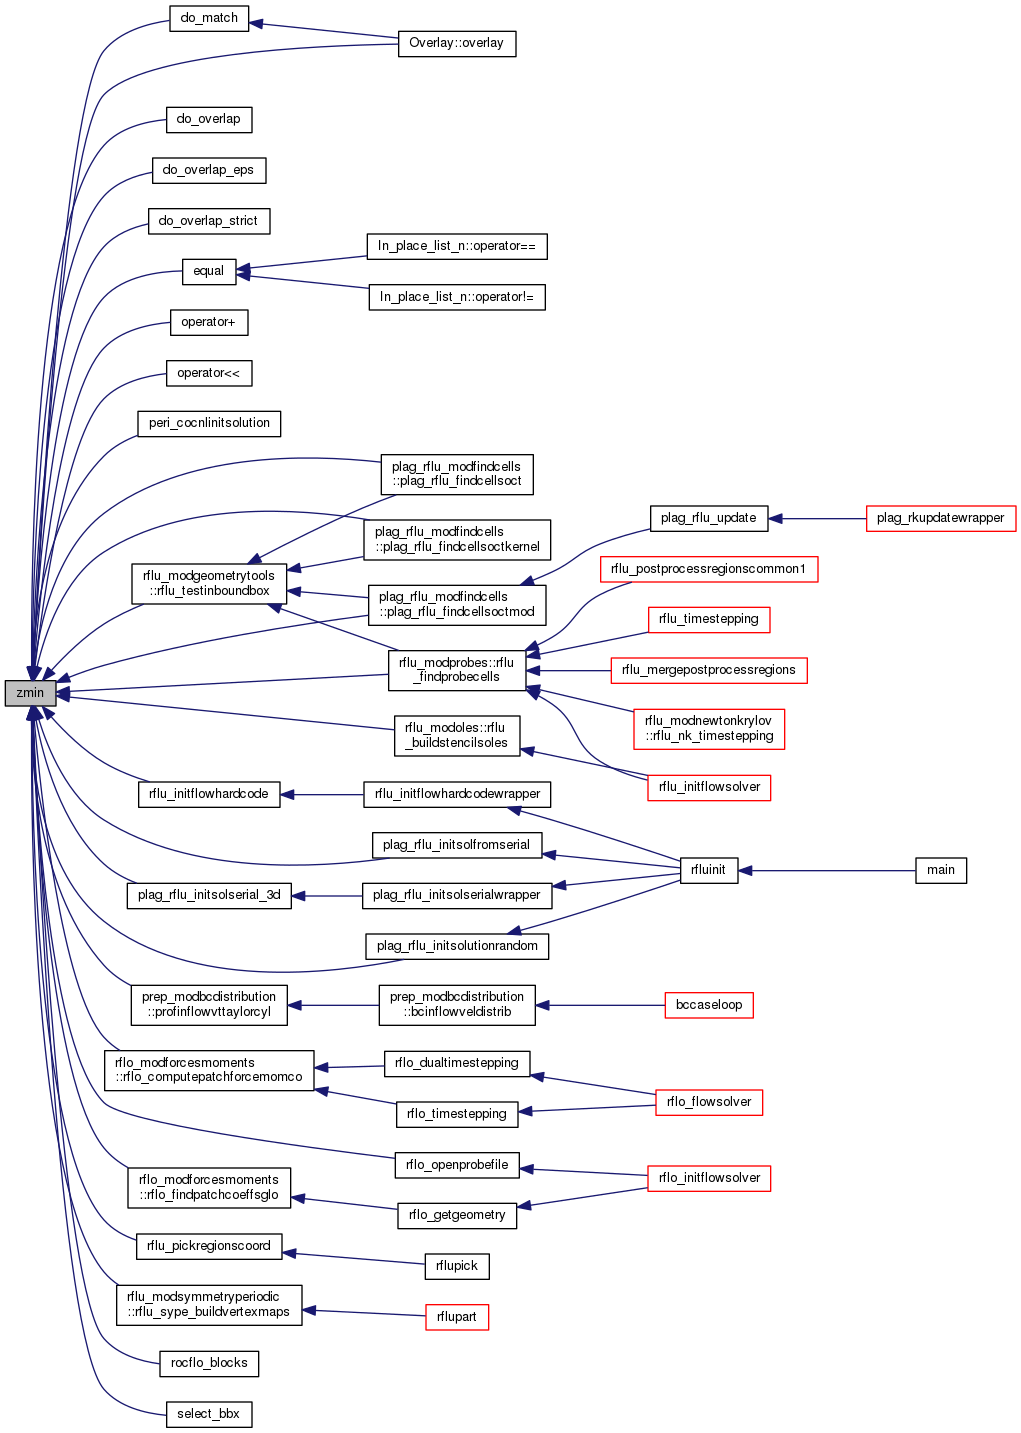 do_match
Overlay::overlay
do_overlap
do_overlap_eps
do_overlap_strict
In_place_list_n::operator==
equal
In_place_list_n::operator!=
operator+
operator<<
peri_cocnlinitsolution
plag_rflu_modfindcells
::plag_rflu_findcellsoct
plag_rflu_update
plag_rkupdatewrapper
plag_rflu_modfindcells
::plag_rflu_findcellsoctkernel
rflu_modgeometrytools
::rflu_testinboundbox
rflu_postprocessregionscommon1
plag_rflu_modfindcells
::plag_rflu_findcellsoctmod
rflu_timestepping
rflu_modprobes::rflu
_findprobecells
rflu_mergepostprocessregions
zmin
rflu_modnewtonkrylov
::rflu_nk_timestepping
rflu_modoles::rflu
_buildstencilsoles
rflu_initflowsolver
rflu_initflowhardcode
rflu_initflowhardcodewrapper
plag_rflu_initsolfromserial
rfluinit
main
plag_rflu_initsolserial_3d
plag_rflu_initsolserialwrapper
plag_rflu_initsolutionrandom
prep_modbcdistribution
::profinflowvttaylorcyl
prep_modbcdistribution
::bcinflowveldistrib
bccaseloop
rflo_modforcesmoments
::rflo_computepatchforcemomco
rflo_dualtimestepping
rflo_flowsolver
rflo_timestepping
rflo_openprobefile
rflo_modforcesmoments
::rflo_findpatchcoeffsglo
rflo_initflowsolver
rflo_getgeometry
rflu_pickregionscoord
rflupick
rflu_modsymmetryperiodic
::rflu_sype_buildvertexmaps
rflupart
rocflo_blocks
select_bbx